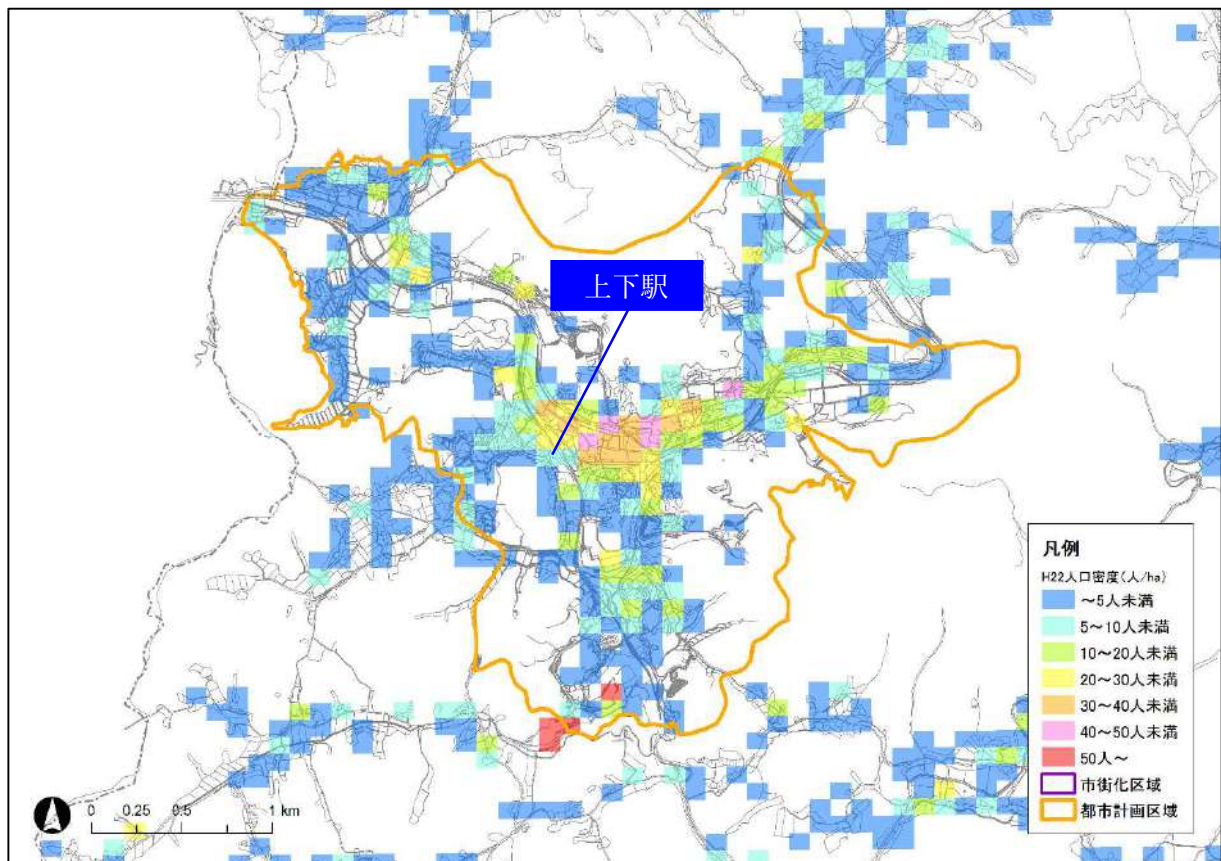 上下駅
凡例
H22人口密度(人/ha)
～5人未満
5～10人未満
10～20人未満
20～30人未満
30～40人未満
40～50人未満
50人～
市街化区域
都市計画区域
0 0.25 0.5 1 km